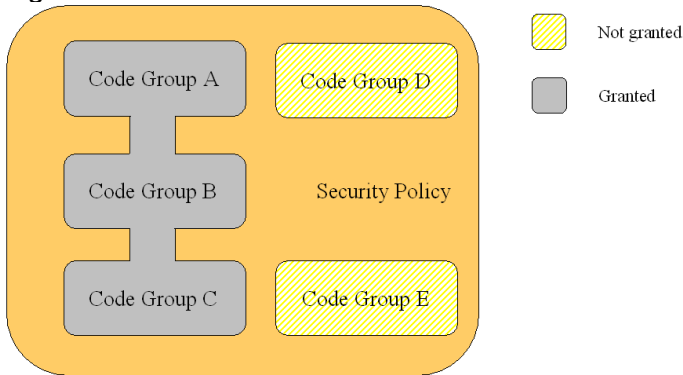 Code Group A
Code Group D
Code Group B
Security Policy
Code Group C
Code Group E
Not granted
Granted